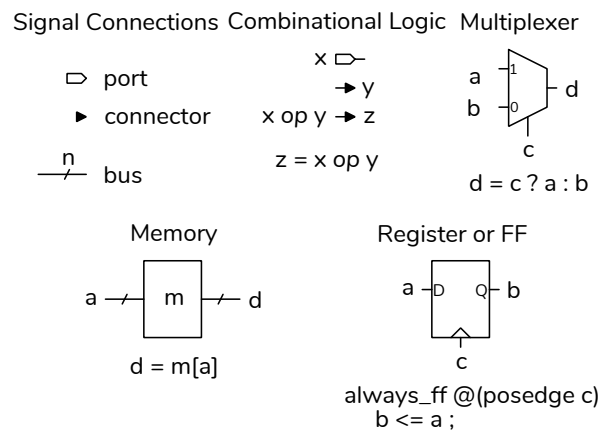 Signal Connections
port
connector
n
bus
Combinational Logic
x
y
x op y z
z = x op y
Multiplexer
a 1
b 0
d
c
d = c ? a : b
Memory
a m d
d = m[a]
Register or FF
a D Q b
c
always_ff @(posedge c)
b <= a ;